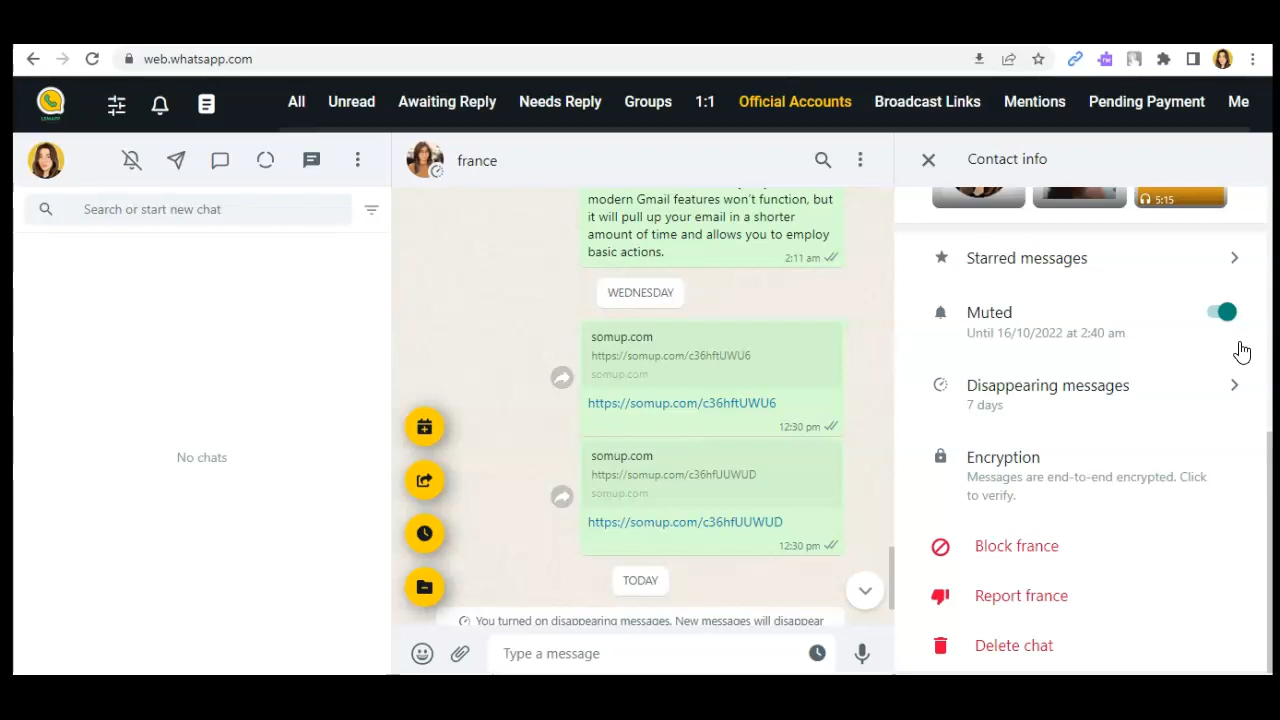 web.whatsapp.com
All Unread Awaiting Reply Needs Reply Groups 1:1 Official Accounts Broadcast Links Mentions Pending Payment Me
france
Contact info
Search or start new chat
modern Gmail features won't function, but
it will pull up your email in a shorter
amount of time and allows you to employ
basic actions.
2:11 am
WEDNESDAY
somup.com
https://somup.com/c36hftUWU6
somup.com
https://somup.com/c36hftUWU6
12:30 pm
somup.com
https://somup.com/c36hfUUWUD
somup.com
https://somup.com/c36hfUUWUD
12:30 pm
TODAY
You turned on disappearing messages. New messages will disappear
Type a message
No chats
5:15
Starred messages
Muted
Until 16/10/2022 at 2:40 am
Disappearing messages
7 days
Encryption
Messages are end-to-end encrypted. Click
to verify.
Block france
Report france
Delete chat